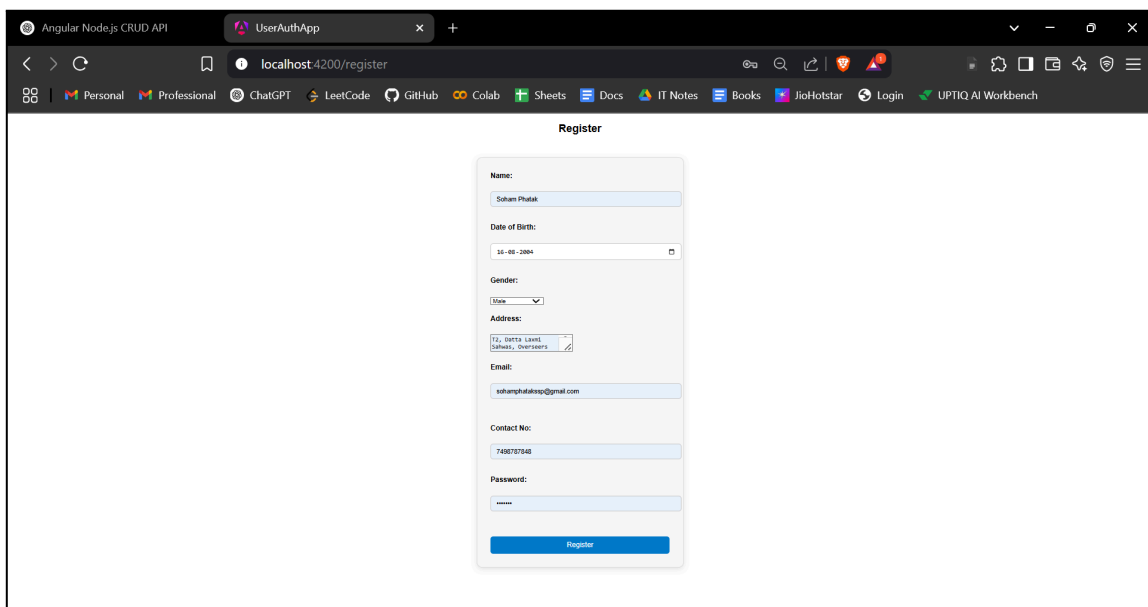 Angular Node.js CRUD API
UserAuthApp
localhost:4200/register
Personal
Professional
ChatGPT
LeetCode
GitHub
Colab
Sheets
Docs
IT Notes
Books
JioHotstar
Login
UPTIQ AI Workbench
Register
Name:
Soham Phatak
Date of Birth:
16-08-2004
Gender:
Male
Address:
T2, Datta Laxmi
Sahwas, Overseers
Email:
sohamphatakssp@gmail.com
Contact No:
7498787848
Password:
•••••••
Register